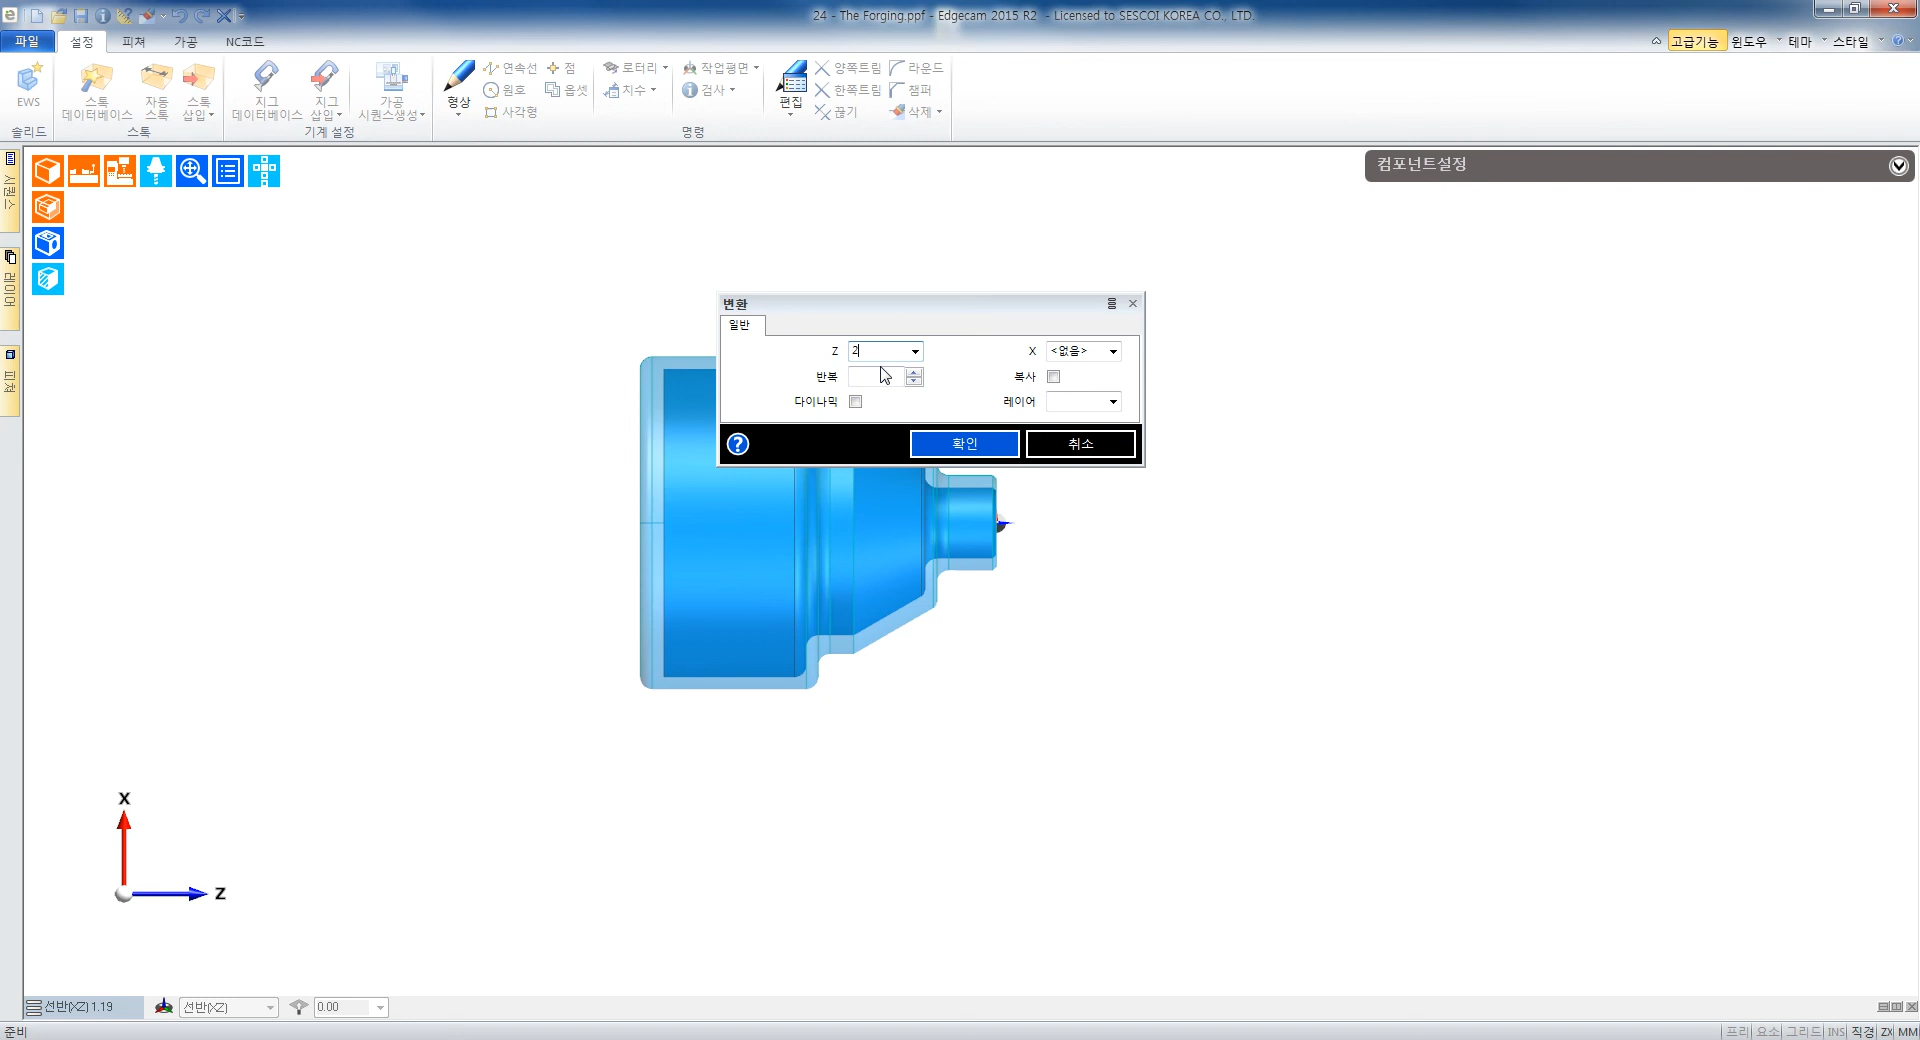 24 - The Forging.ppf - Edgecam 2015 R2 - Licensed to SESCOI KOREA CO., LTD.
파일 설정 피쳐 가공 NC코드 고급기능 윈도우 테마 스타일
EWS
솔리드
스톡 데이터베이스
자동 스톡
스톡 삽입
스톡
지그 데이터베이스
지그 삽입
가공 시퀀스생성
기계 설정
형상
연속선 점
원호 옵셋
사각형
로터리
치수
작업평면
검사
편집
양쪽트림 라운드
한쪽트림 챔퍼
끊기 삭제
명령
시퀀스
레이어
피쳐
컴포넌트설정
변환
일반
Z 2 X <없음>
반복 복사
다이나믹 레이어
? 확인 취소
X
Z
선반(XZ) 1.19 선반(XZ) 0.00
준비 프리 요소 그리드 INS 직경 ZX MM